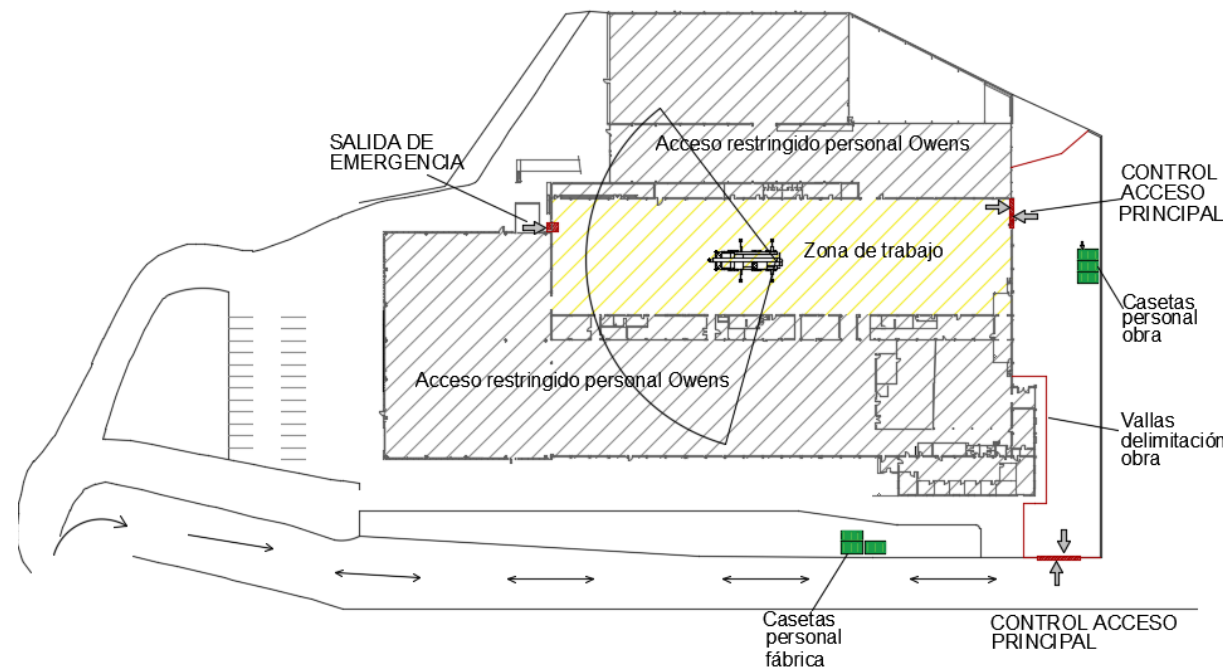 SALIDA DE
EMERGENCIA
Acceso restringido personal Owens
CONTROL
ACCESO
PRINCIPAL
Zona de trabajo
Casetas
personal
obra
Acceso restringido personal Owens
Vallas
delimitación
obra
Casetas
personal
fábrica
CONTROL ACCESO
PRINCIPAL